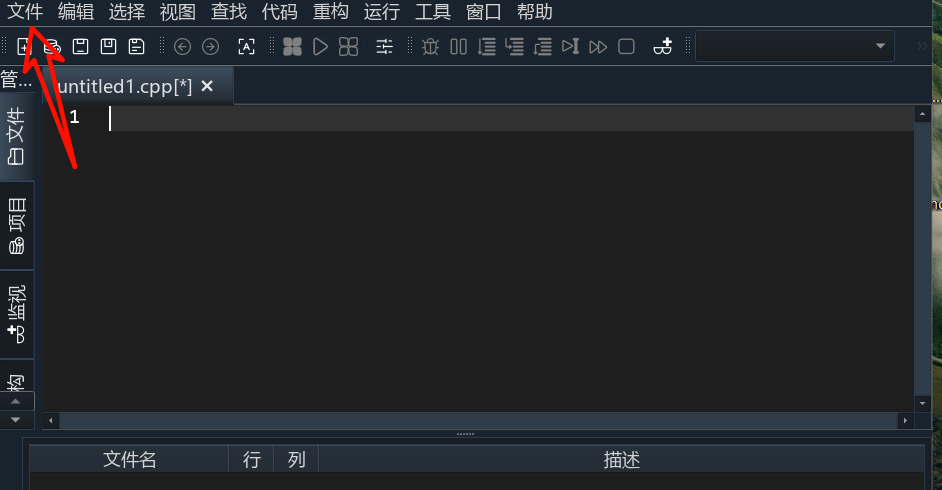 文件 编辑 选择 视图 查找 代码 重构 运行 工具 窗口 帮助
管...
untitled1.cpp[*]
1
文件
项目
监视
构
文件名 行 列 描述